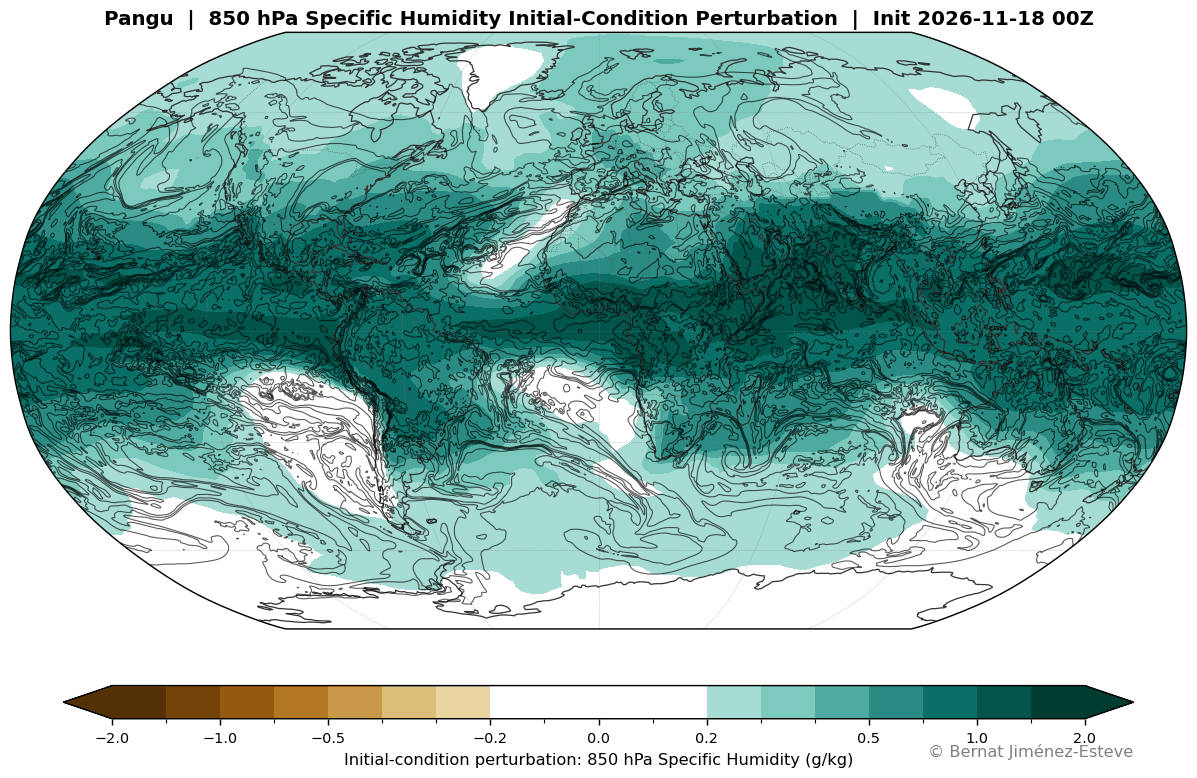 Pangu | 850 hPa Specific Humidity Initial-Condition Perturbation | Init 2026-11-18 00Z
−2.0 −1.0 −0.5 −0.2 0.0 0.2 0.5 1.0 2.0
Initial-condition perturbation: 850 hPa Specific Humidity (g/kg)
© Bernat Jiménez-Esteve